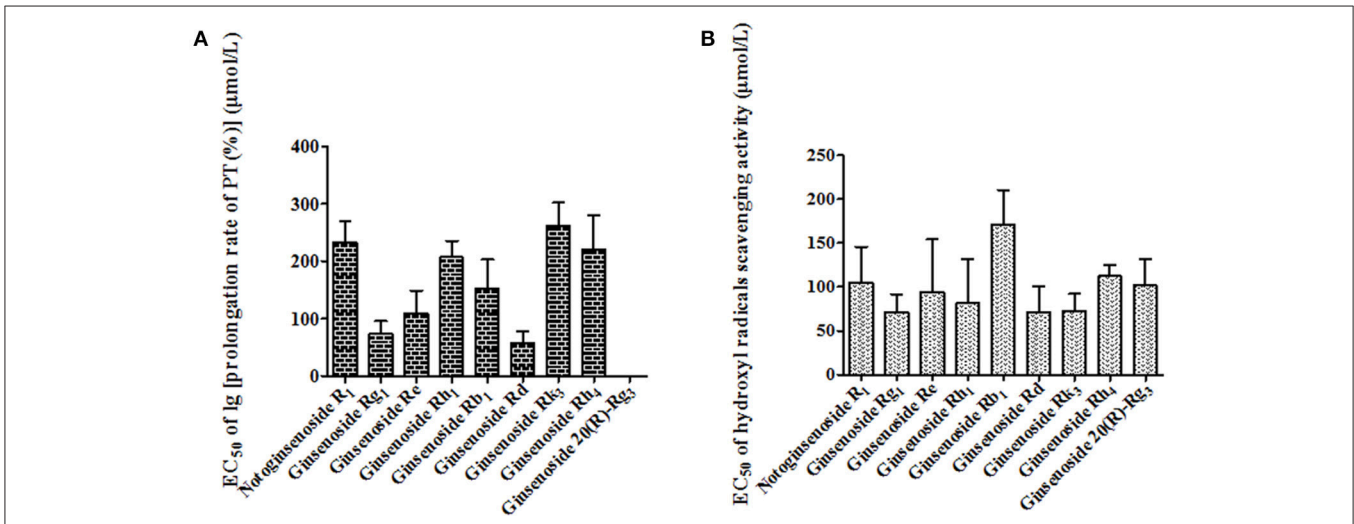 A
EC₅₀ of lg [prolongation rate of PT (%)] (μmol/L)
400
300
200
100
0
Notoginsenoside R₁
Ginsenoside Rg₁
Ginsenoside Re
Ginsenoside Rh₁
Ginsenoside Rb₁
Ginsenoside Rd
Ginsenoside Rk₃
Ginsenoside Rh₄
Ginsenoside 20(R)-Rg₃
B
EC₅₀ of hydroxyl radicals scavenging activity (μmol/L)
250
200
150
100
50
0
Notoginsenoside R₁
Ginsenoside Rg₁
Ginsenoside Re
Ginsenoside Rh₁
Ginsenoside Rb₁
Ginsenoside Rd
Ginsenoside Rk₃
Ginsenoside Rh₄
Ginsenoside 20(R)-Rg₃